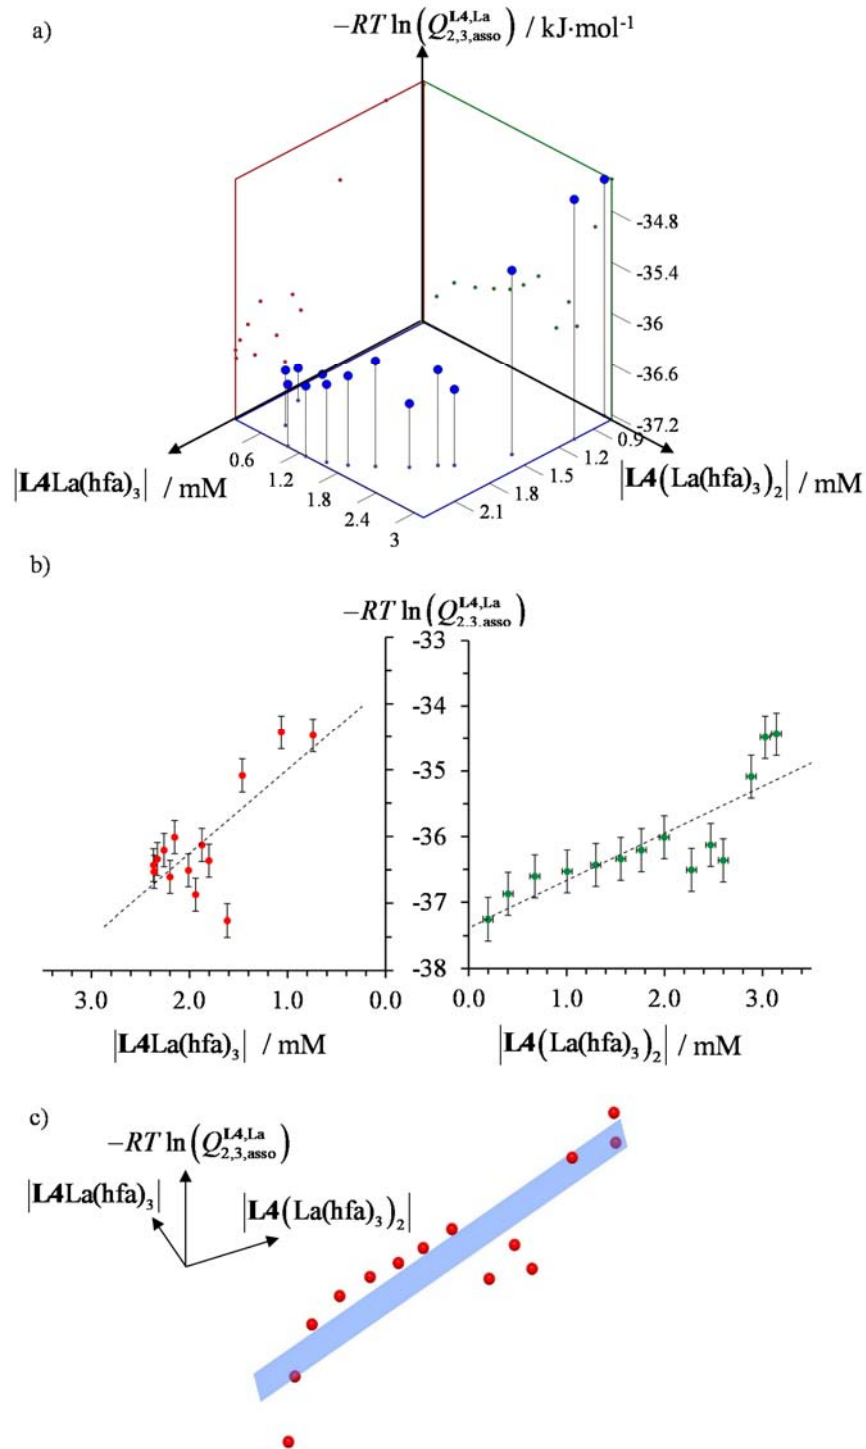 a)
−RT ln(Q^{L4,La}_{2,3,asso}) / kJ·mol⁻¹
-34.8
-35.4
-36
-36.6
-37.2
0.9
1.2
1.5
1.8
2.1
0.6
1.2
1.8
2.4
3
|L4La(hfa)₃| / mM
|L4(La(hfa)₃)₂| / mM
b)
−RT ln(Q^{L4,La}_{2,3,asso})
-33
-34
-35
-36
-37
-38
3.0 2.0 1.0 0.0
0.0 1.0 2.0 3.0
|L4La(hfa)₃| / mM
|L4(La(hfa)₃)₂| / mM
c)
−RT ln(Q^{L4,La}_{2,3,asso})
|L4La(hfa)₃|
|L4(La(hfa)₃)₂|